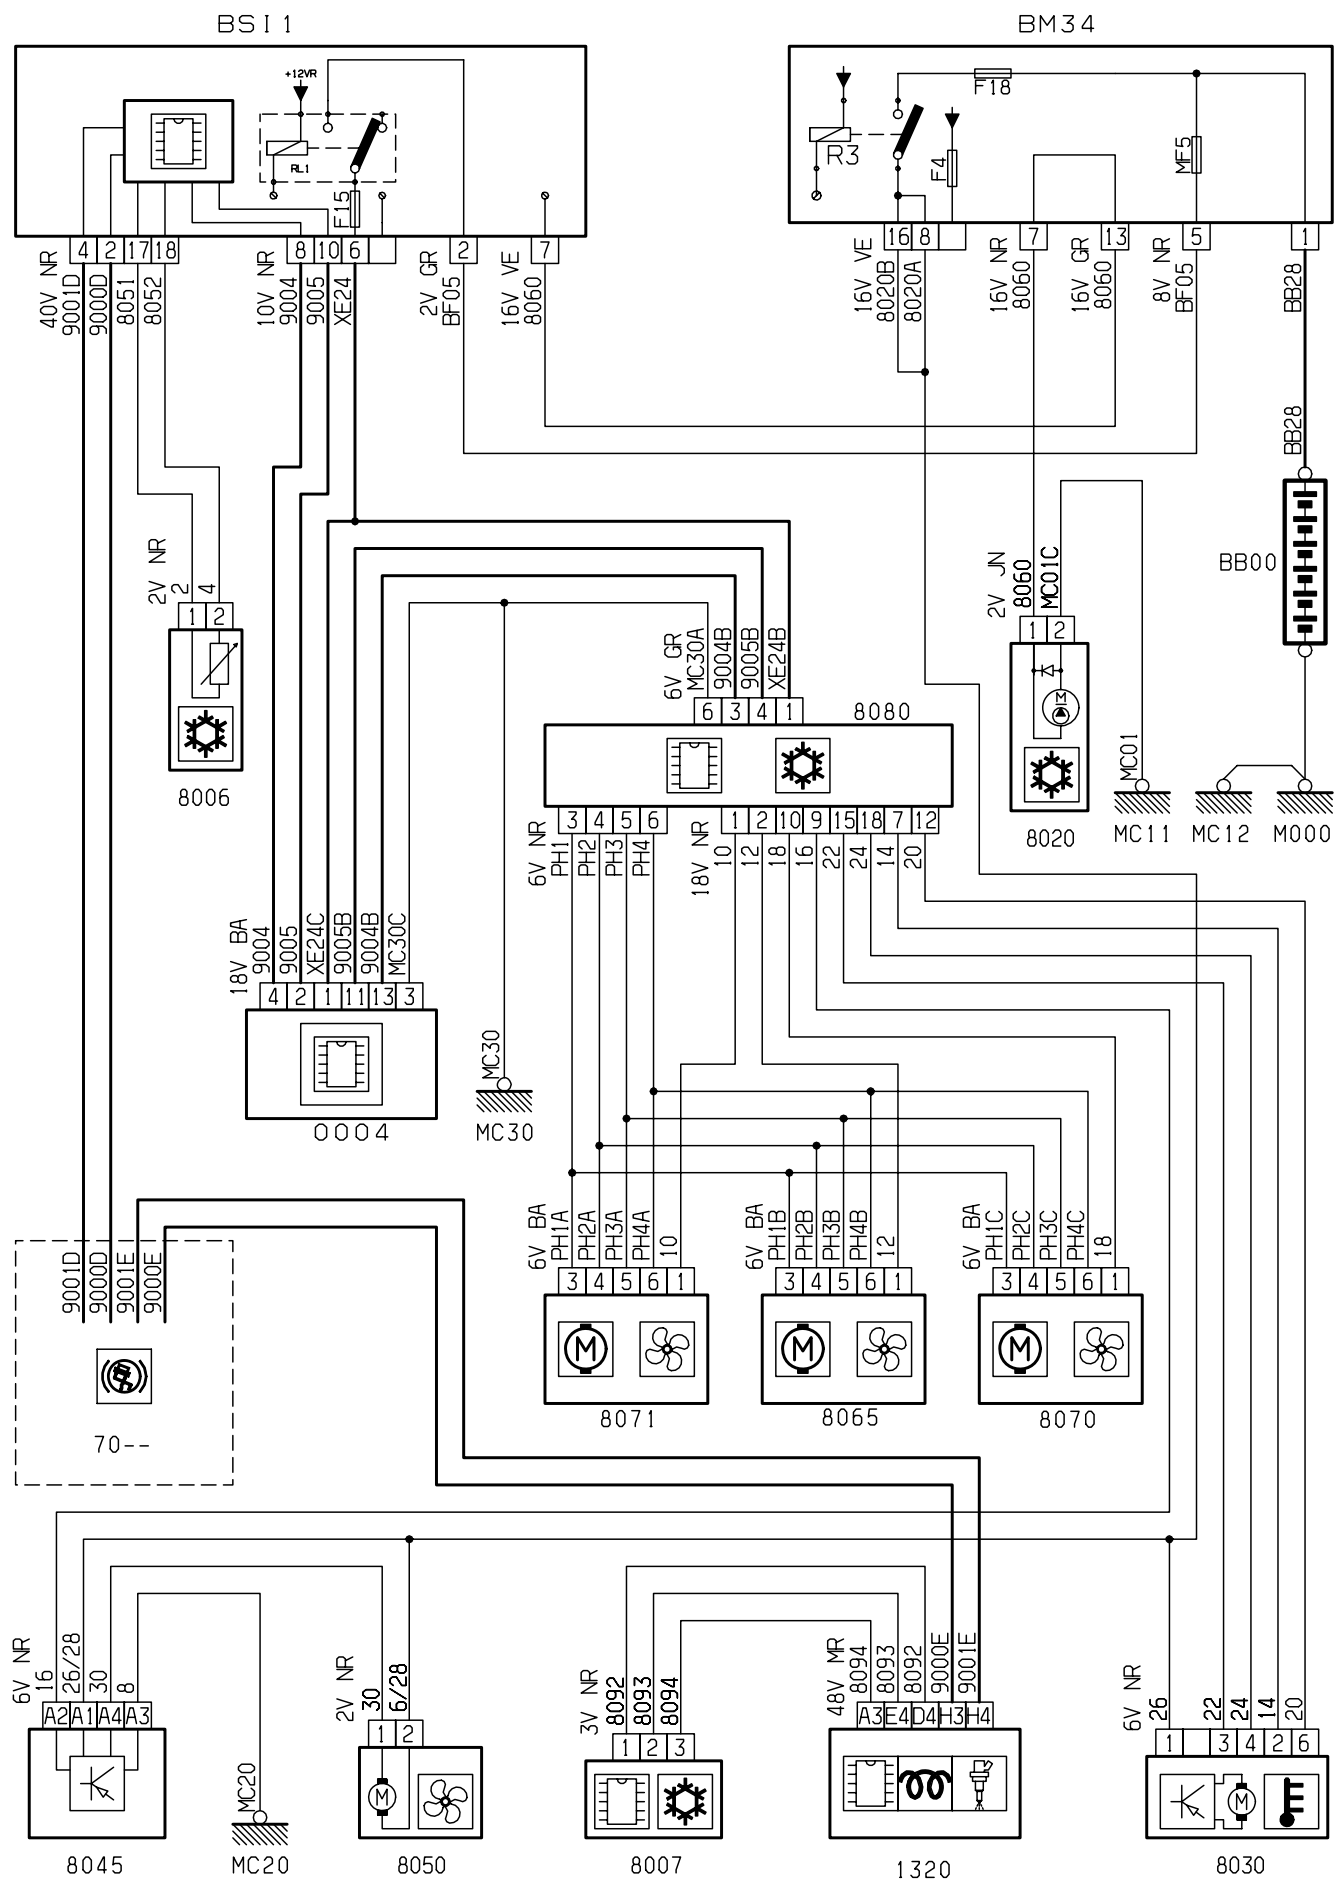 BSI1
BM34
+12VR
RL1
F15
R3
F4
F18
MF5
4 2 17 18 8 10 6 2 7
16 8 7 13 5 1
40V NR
9001D
9000D
8051
8052
10V NR
9004
9005
XE24
2V GR
BF05
16V VE
8060
16V VE
8020B
8020A
16V NR
8060
16V GR
8060
8V NR
BF05
BB28
BB28
BB00
2V NR
2
4
1 2
8006
6V GR
MC30A
9004B
9005B
XE24B
6 3 4 1
8080
2V JN
8060
MC01C
1 2
8020
MC01
MC11
MC12
M000
3 4 5 6
1 2 10 9 15 18 7 12
6V NR
PH1
PH2
PH3
PH4
18V NR
10
12
18
16
22
24
14
20
18V BA
9004
9005
XE24C
9005B
9004B
MC30C
4 2 1 11 13 3
0004
MC30
MC30
9001D
9000D
9001E
9000E
70--
6V BA
PH1A
PH2A
PH3A
PH4A
10
3 4 5 6 1
M
8071
6V BA
PH1B
PH2B
PH3B
PH4B
12
3 4 5 6 1
M
8065
6V BA
PH1C
PH2C
PH3C
PH4C
18
3 4 5 6 1
M
8070
6V NR
16
26/28
30
8
A2 A1 A4 A3
8045
MC20
MC20
2V NR
30
6/28
1 2
M
8050
3V NR
8092
8093
8094
1 2 3
8007
48V MR
8094
8093
8092
9000E
9001E
A3 E4 D4 H3 H4
1320
6V NR
26
22
24
14
20
1 3 4 2 6
M
8030
M